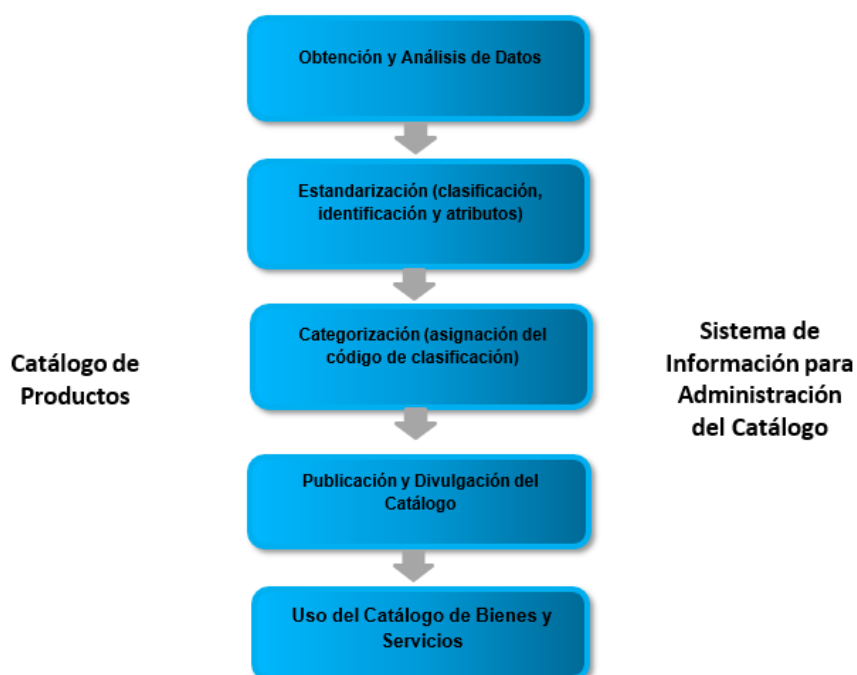 Obtención y Análisis de Datos
Estandarización (clasificación,
identificación y atributos)
Categorización (asignación del
código de clasificación)
Catálogo de
Productos
Sistema de
Información para
Administración
del Catálogo
Publicación y Divulgación del
Catálogo
Uso del Catálogo de Bienes y
Servicios